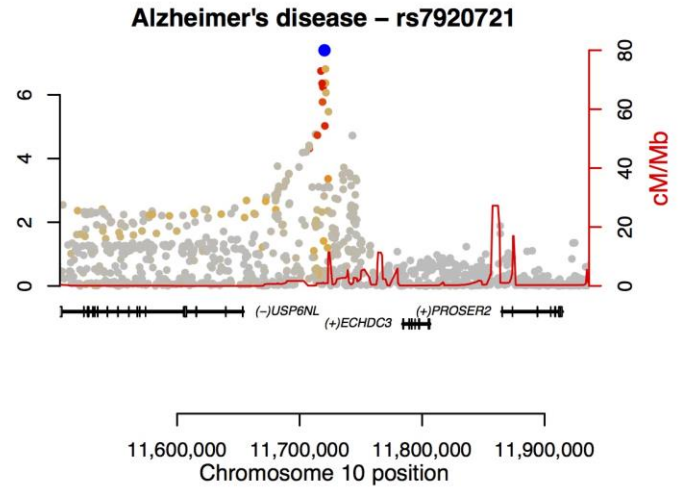 Alzheimer's disease – rs7920721
80
6
60
cM/Mb
4
40
2
20
0
0
(−)USP6NL
(+)PROSER2
(+)ECHDC3
11,600,000 11,700,000 11,800,000 11,900,000
Chromosome 10 position